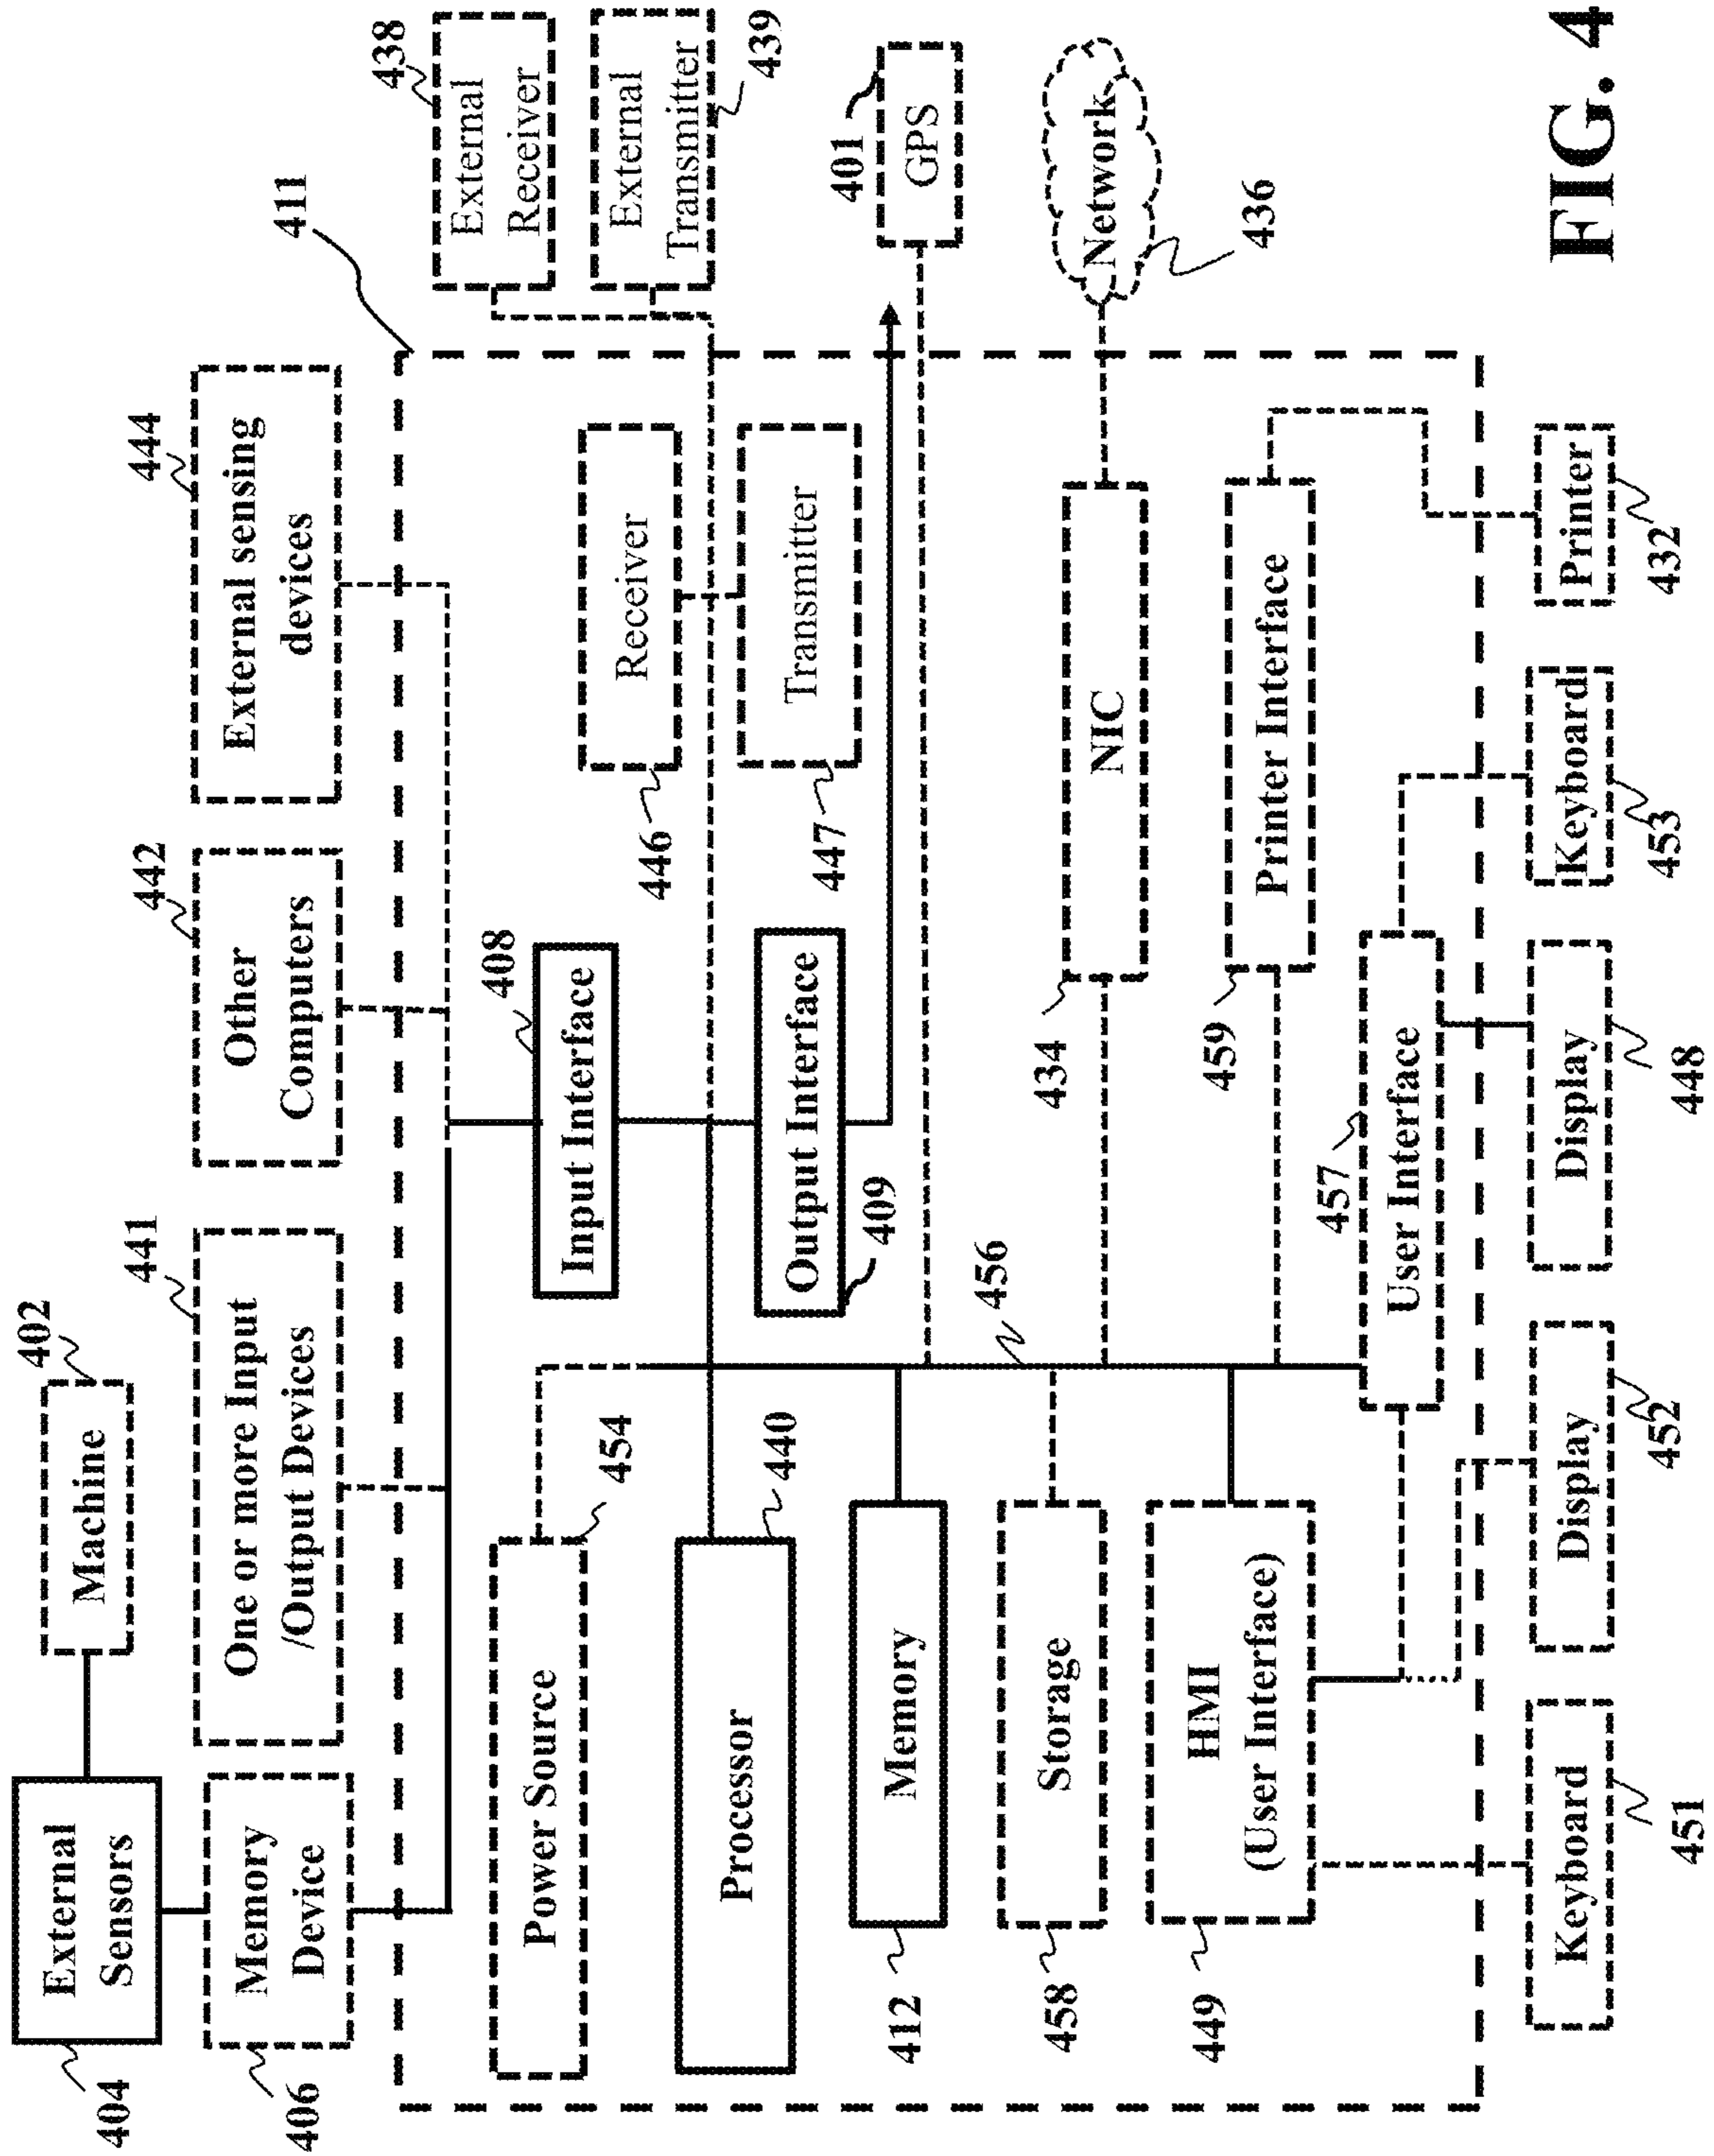 404
External
Sensors
402
Machine
406
Memory
Device
441
One or more Input
/Output Devices
442
Other
Computers
444
External sensing
devices
411
438
External
Receiver
External
Transmitter
439
454
Power Source
408
Input Interface
446
Receiver
440
Processor
Output Interface
409
447
Transmitter
401
GPS
412
Memory
456
458
Storage
434
NIC
Network
436
449
HMI
(User Interface)
459
Printer Interface
457
User Interface
Keyboard
451
Display
452
Display
448
Keyboard
453
Printer
432
FIG. 4